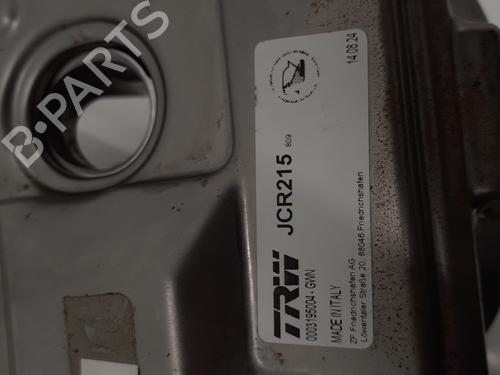 B-PARTS
14 08 24
TRW JCR215 809
0003195004 - GWN
MADE IN ITALY
ZF Friedrichshafen AG
Löwentaler Straße 20, 88046 Friedrichshafen